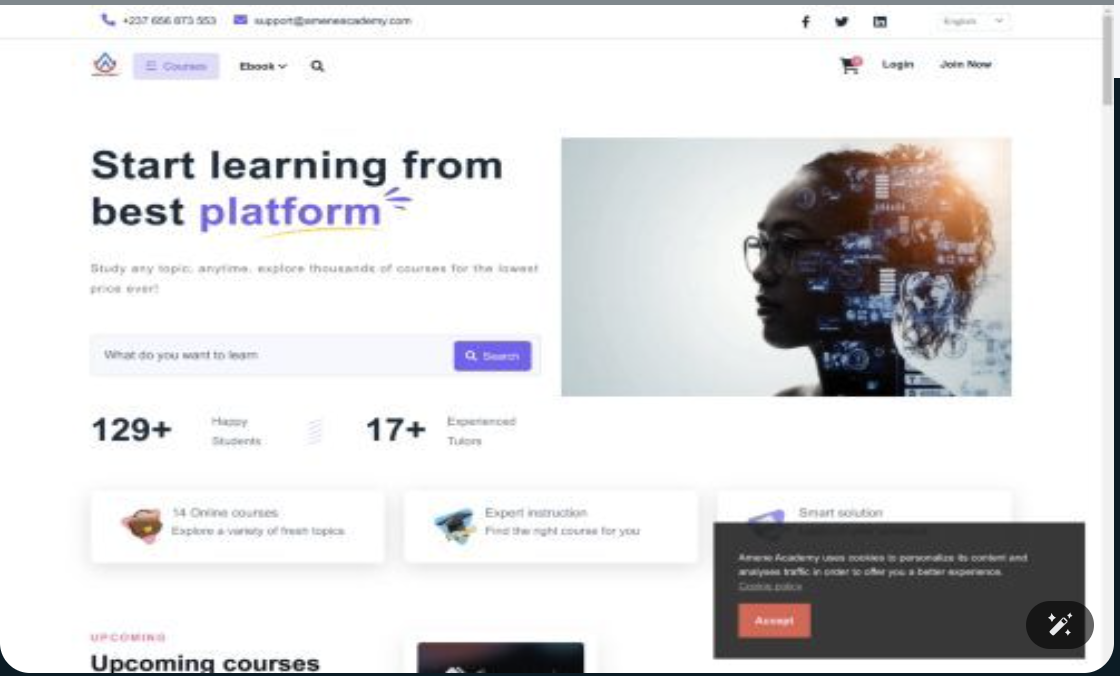 +237 656 873 553 support@ameneacademy.com English
Courses Ebook Login Join Now
Start learning from
best platform
Study any topic, anytime. explore thousands of courses for the lowest
price ever!
What do you want to learn Search
129+ Happy Students 17+ Experienced Tutors
14 Online courses
Explore a variety of fresh topics
Expert instruction
Find the right course for you
Smart solution
Amene Academy uses cookies to personalize its content and
analyses traffic in order to offer you a better experience.
Cookie policy
Accept
UPCOMING
Upcoming courses